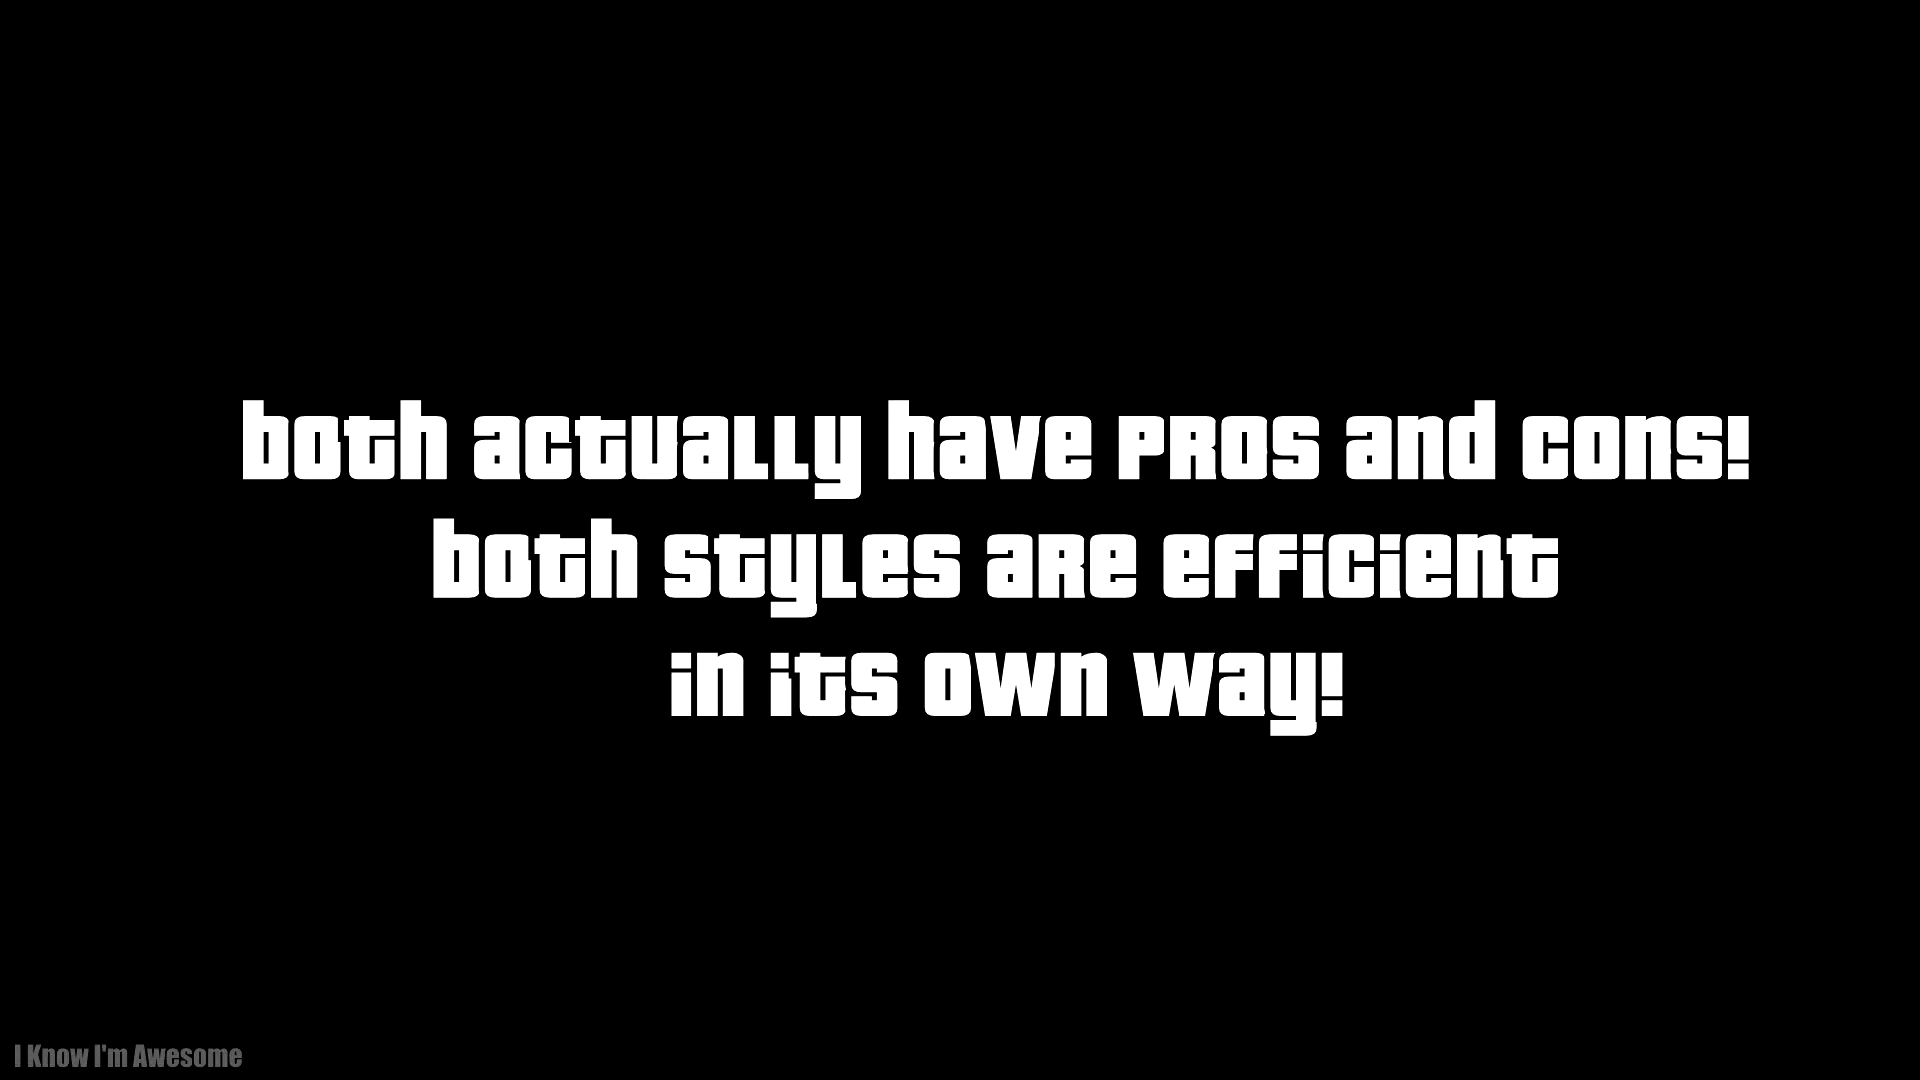 both actually have pros and cons!
both styles are efficient
in its own way!
I Know I'm Awesome